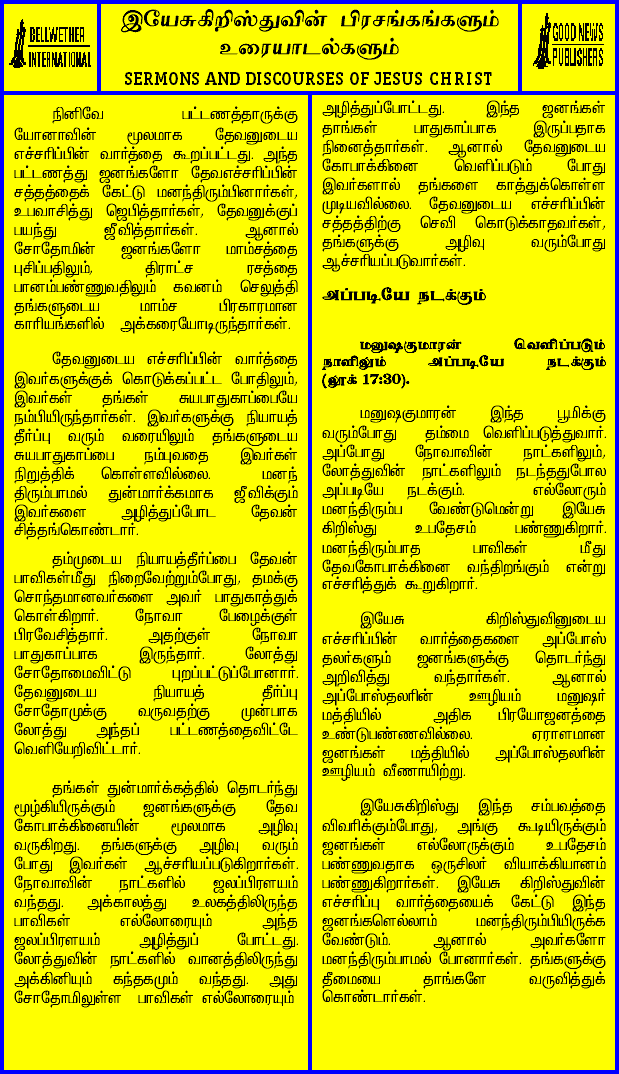 BELLWETHER
INTERNATIONAL
இயேசுகிறிஸ்துவின் பிரசங்கங்களும்
உரையாடல்களும்
SERMONS AND DISCOURSES OF JESUS CHRIST
GOOD NEWS
PUBLISHERS
நினிவே பட்டணத்தாருக்கு
யோனாவின் மூலமாக தேவனுடைய
எச்சரிப்பின் வார்த்தை கூறப்பட்டது. அந்த
பட்டணத்து ஜனங்களோ தேவஎச்சரிப்பின்
சத்தத்தைக் கேட்டு மனந்திரும்பினார்கள்,
உபவாசித்து ஜெபித்தார்கள், தேவனுக்குப்
பயந்து ஜீவித்தார்கள். ஆனால்
சோதோமின் ஜனங்களோ மாம்சத்தை
புசிப்பதிலும், திராட்ச ரசத்தை
பானம்பண்ணுவதிலும் கவனம் செலுத்தி
தங்களுடைய மாம்ச பிரகாரமான
காரியங்களில் அக்கரையோடிருந்தார்கள்.
தேவனுடைய எச்சரிப்பின் வார்த்தை
இவர்களுக்குக் கொடுக்கப்பட்ட போதிலும்,
இவர்கள் தங்கள் சுயபாதுகாப்பையே
நம்பியிருந்தார்கள். இவர்களுக்கு நியாயத்
தீர்ப்பு வரும் வரையிலும் தங்களுடைய
சுயபாதுகாப்பை நம்புவதை இவர்கள்
நிறுத்திக் கொள்ளவில்லை. மனந்
திரும்பாமல் துன்மார்க்கமாக ஜீவிக்கும்
இவர்களை அழித்துப்போட தேவன்
சித்தங்கொண்டார்.
தம்முடைய நியாயத்தீர்ப்பை தேவன்
பாவிகள்மீது நிறைவேற்றும்போது, தமக்கு
சொந்தமானவர்களை அவர் பாதுகாத்துக்
கொள்கிறார். நோவா பேழைக்குள்
பிரவேசித்தார். அதற்குள் நோவா
பாதுகாப்பாக இருந்தார். லோத்து
சோதோமைவிட்டு புறப்பட்டுப்போனார்.
தேவனுடைய நியாயத் தீர்ப்பு
சோதோமுக்கு வருவதற்கு முன்பாக
லோத்து அந்தப் பட்டணத்தைவிட்டே
வெளியேறிவிட்டார்.
தங்கள் துன்மார்க்கத்தில் தொடர்ந்து
மூழ்கியிருக்கும் ஜனங்களுக்கு தேவ
கோபாக்கினையின் மூலமாக அழிவு
வருகிறது. தங்களுக்கு அழிவு வரும்
போது இவர்கள் ஆச்சரியப்படுகிறார்கள்.
நோவாவின் நாட்களில் ஜலப்பிரளயம்
வந்தது. அக்காலத்து உலகத்திலிருந்த
பாவிகள் எல்லோரையும் அந்த
ஜலப்பிரளயம் அழித்துப் போட்டது.
லோத்துவின் நாட்களில் வானத்திலிருந்து
அக்கினியும் கந்தகமும் வந்தது. அது
சோதோமிலுள்ள பாவிகள் எல்லோரையும்
அழித்துப்போட்டது. இந்த ஜனங்கள்
தாங்கள் பாதுகாப்பாக இருப்பதாக
நினைத்தார்கள். ஆனால் தேவனுடைய
கோபாக்கினை வெளிப்படும் போது
இவர்களால் தங்களை காத்துக்கொள்ள
முடியவில்லை. தேவனுடைய எச்சரிப்பின்
சத்தத்திற்கு செவி கொடுக்காதவர்கள்,
தங்களுக்கு அழிவு வரும்போது
ஆச்சரியப்படுவார்கள்.
அப்படியே நடக்கும்
மனுஷகுமாரன் வெளிப்படும்
நாளிலும் அப்படியே நடக்கும்
(லூக் 17:30).
மனுஷகுமாரன் இந்த பூமிக்கு
வரும்போது தம்மை வெளிப்படுத்துவார்.
அப்போது நோவாவின் நாட்களிலும்,
லோத்துவின் நாட்களிலும் நடந்ததுபோல
அப்படியே நடக்கும். எல்லோரும்
மனந்திரும்ப வேண்டுமென்று இயேசு
கிறிஸ்து உபதேசம் பண்ணுகிறார்.
மனந்திரும்பாத பாவிகள் மீது
தேவகோபாக்கினை வந்திறங்கும் என்று
எச்சரித்துக் கூறுகிறார்.
இயேசு கிறிஸ்துவினுடைய
எச்சரிப்பின் வார்த்தைகளை அப்போஸ்
தலர்களும் ஜனங்களுக்கு தொடர்ந்து
அறிவித்து வந்தார்கள். ஆனால்
அப்போஸ்தலரின் ஊழியம் மனுஷர்
மத்தியில் அதிக பிரயோஜனத்தை
உண்டுபண்ணவில்லை. ஏராளமான
ஜனங்கள் மத்தியில் அப்போஸ்தலரின்
ஊழியம் வீணாயிற்று.
இயேசுகிறிஸ்து இந்த சம்பவத்தை
விவரிக்கும்போது, அங்கு கூடியிருக்கும்
ஜனங்கள் எல்லோருக்கும் உபதேசம்
பண்ணுவதாக ஒருசிலர் வியாக்கியானம்
பண்ணுகிறார்கள். இயேசு கிறிஸ்துவின்
எச்சரிப்பு வார்த்தையைக் கேட்டு இந்த
ஜனங்களெல்லாம் மனந்திரும்பியிருக்க
வேண்டும். ஆனால் அவர்களோ
மனந்திரும்பாமல் போனார்கள். தங்களுக்கு
தீமையை தாங்களே வருவித்துக்
கொண்டார்கள்.